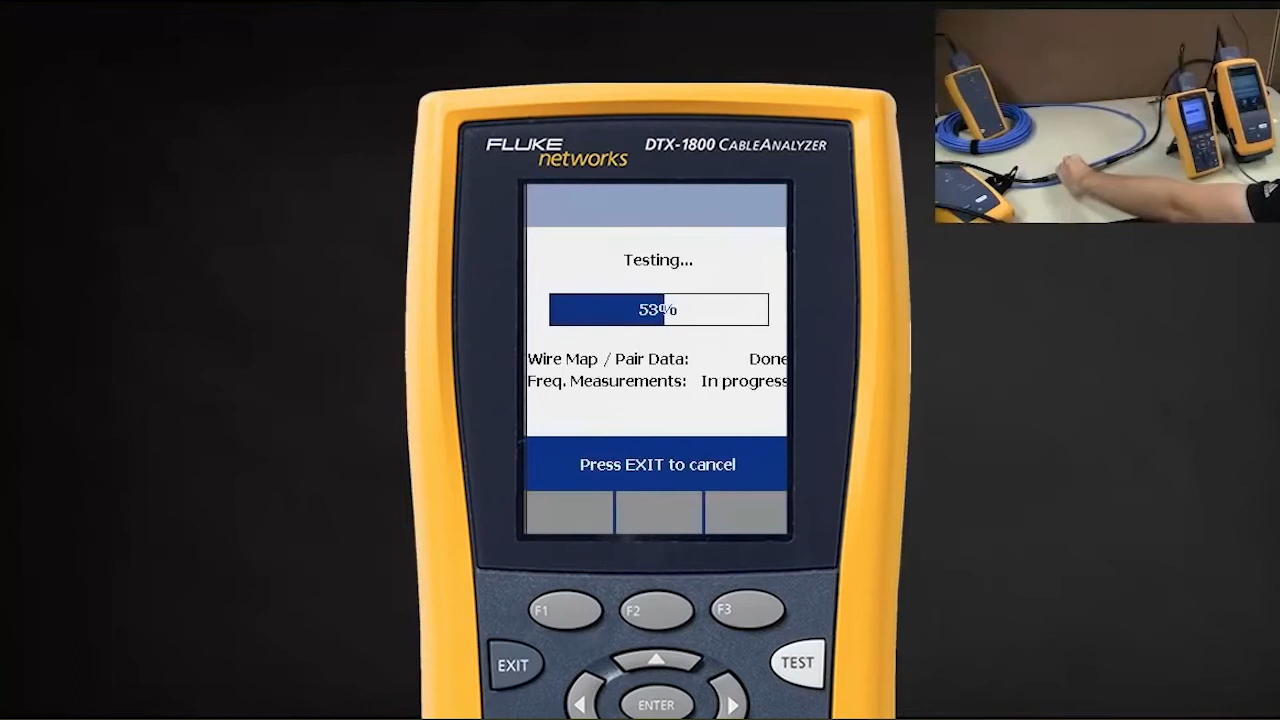 FLUKE networks
DTX-1800 CABLEANALYZER
Testing...
53%
Wire Map / Pair Data: Done
Freq. Measurements: In progress
Press EXIT to cancel
F1 F2 F3
EXIT
TEST
ENTER